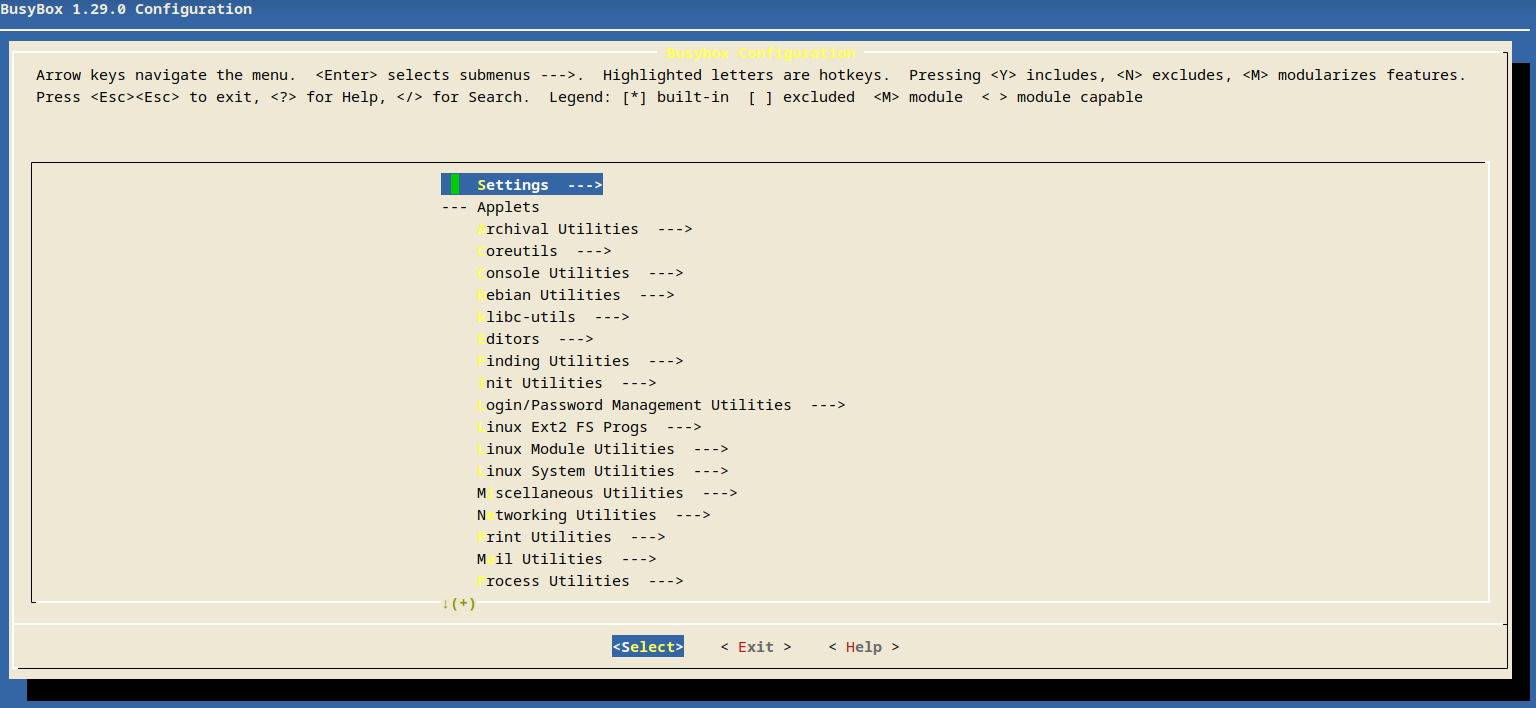 BusyBox 1.29.0 Configuration
Busybox Configuration
Arrow keys navigate the menu.  <Enter> selects submenus --->.  Highlighted letters are hotkeys.  Pressing <Y> includes, <N> excludes, <M> modularizes features.
Press <Esc><Esc> to exit, <?> for Help, </> for Search.  Legend: [*] built-in  [ ] excluded  <M> module  < > module capable
Settings  --->
--- Applets
Archival Utilities  --->
Coreutils  --->
Console Utilities  --->
Debian Utilities  --->
klibc-utils  --->
Editors  --->
Finding Utilities  --->
Init Utilities  --->
Login/Password Management Utilities  --->
Linux Ext2 FS Progs  --->
Linux Module Utilities  --->
Linux System Utilities  --->
Miscellaneous Utilities  --->
Networking Utilities  --->
Print Utilities  --->
Mail Utilities  --->
Process Utilities  --->
↓(+)
<Select>    < Exit >    < Help >